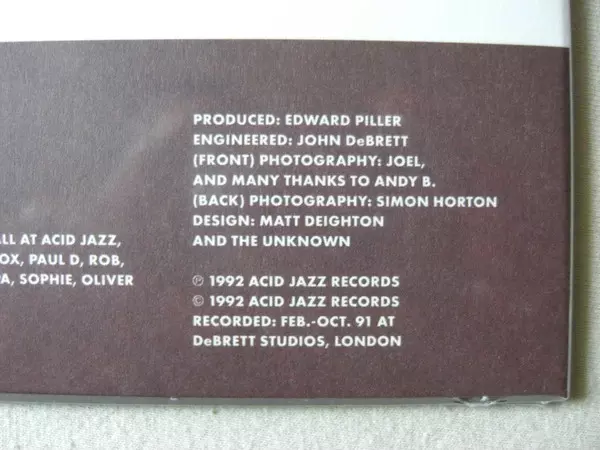 PRODUCED: EDWARD PILLER
ENGINEERED: JOHN DeBRETT
(FRONT) PHOTOGRAPHY: JOEL,
AND MANY THANKS TO ANDY B.
(BACK) PHOTOGRAPHY: SIMON HORTON
DESIGN: MATT DEIGHTON
AND THE UNKNOWN
ALL AT ACID JAZZ,
OX, PAUL D, ROB,
PA, SOPHIE, OLIVER
℗ 1992 ACID JAZZ RECORDS
© 1992 ACID JAZZ RECORDS
RECORDED: FEB.-OCT. 91 AT
DeBRETT STUDIOS, LONDON